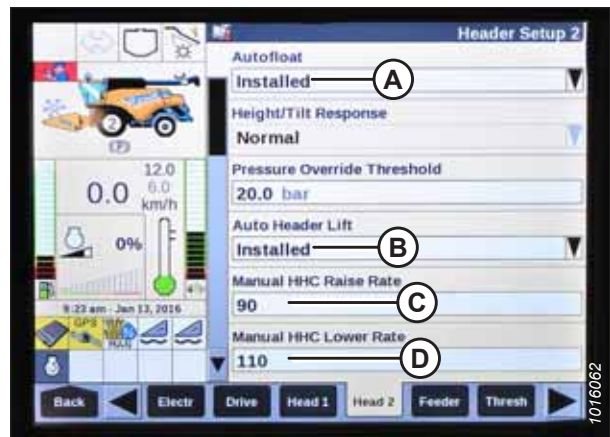 Header Setup 2
Autofloat
Installed
A
Height/Tilt Response
Normal
Pressure Override Threshold
20.0 bar
Auto Header Lift
Installed
B
Manual HHC Raise Rate
90
C
Manual HHC Lower Rate
110
D
12.0
6.0
0.0 km/h
0%
9:23 am - Jan 13, 2016
GPS
MAN
Back
Electr
Drive
Head 1
Head 2
Feeder
Thresh
1016062